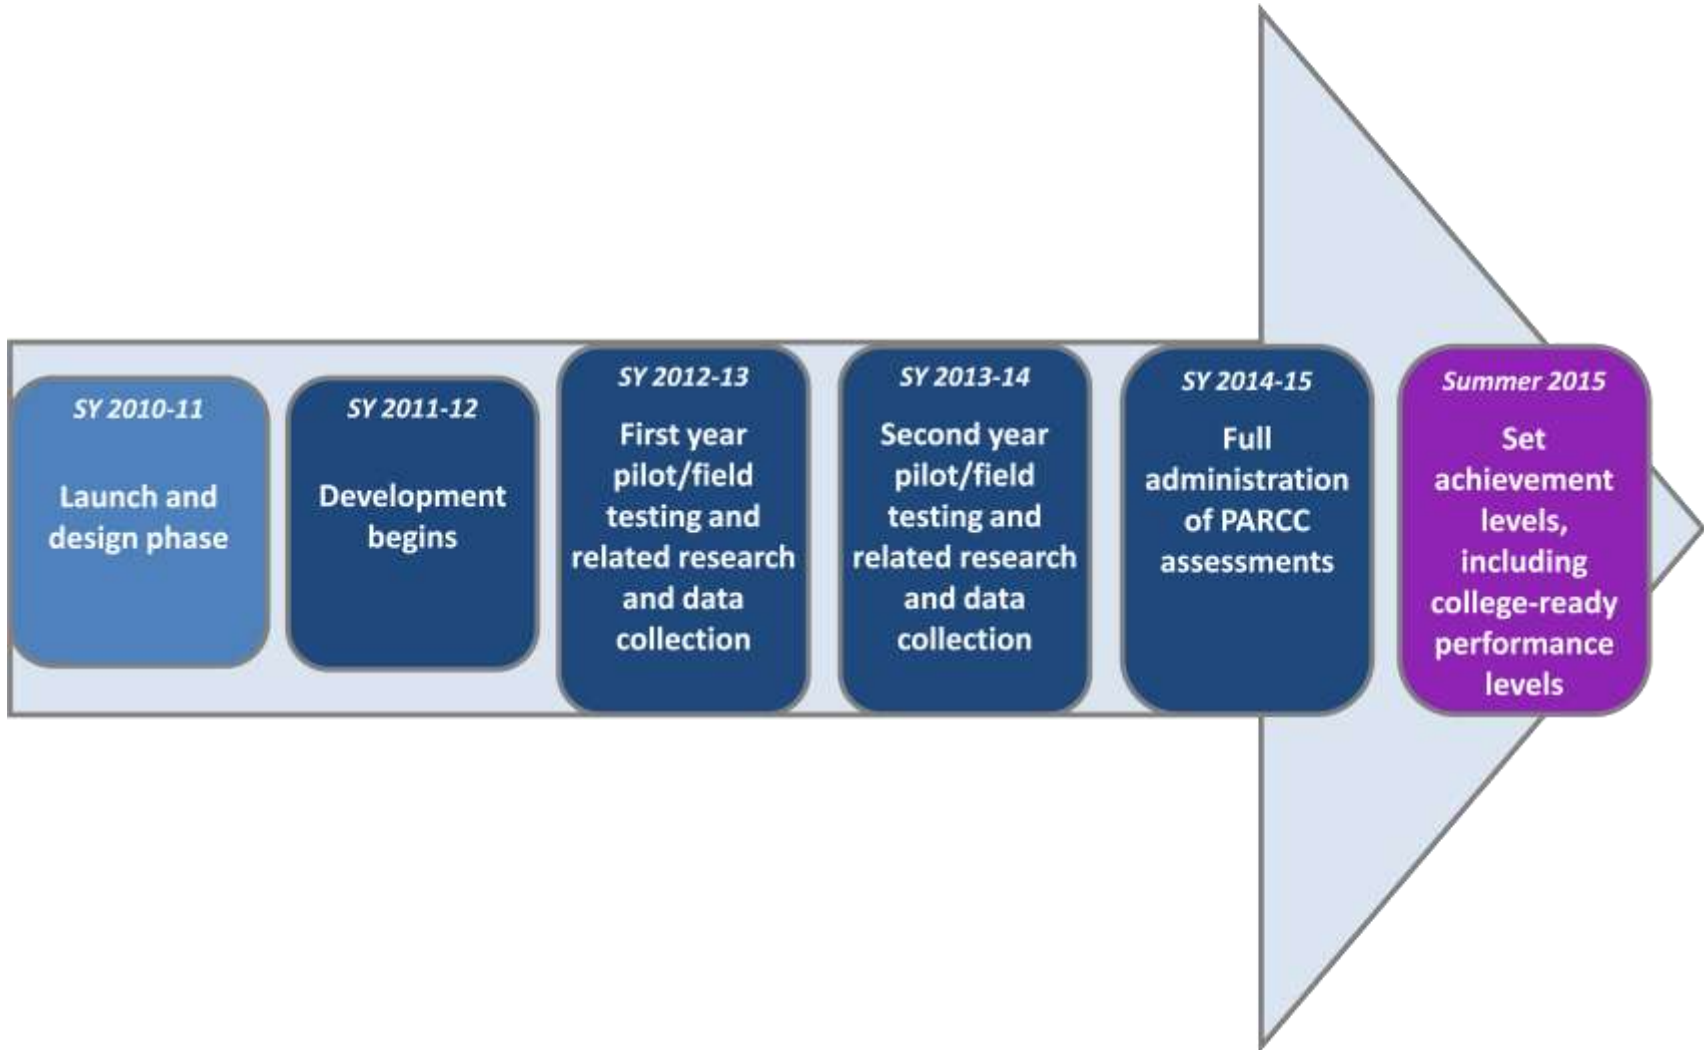 SY 2010-11
Launch and
design phase
SY 2011-12
Development
begins
SY 2012-13
First year
pilot/field
testing and
related research
and data
collection
SY 2013-14
Second year
pilot/field
testing and
related research
and data
collection
SY 2014-15
Full
administration
of PARCC
assessments
Summer 2015
Set
achievement
levels,
including
college-ready
performance
levels